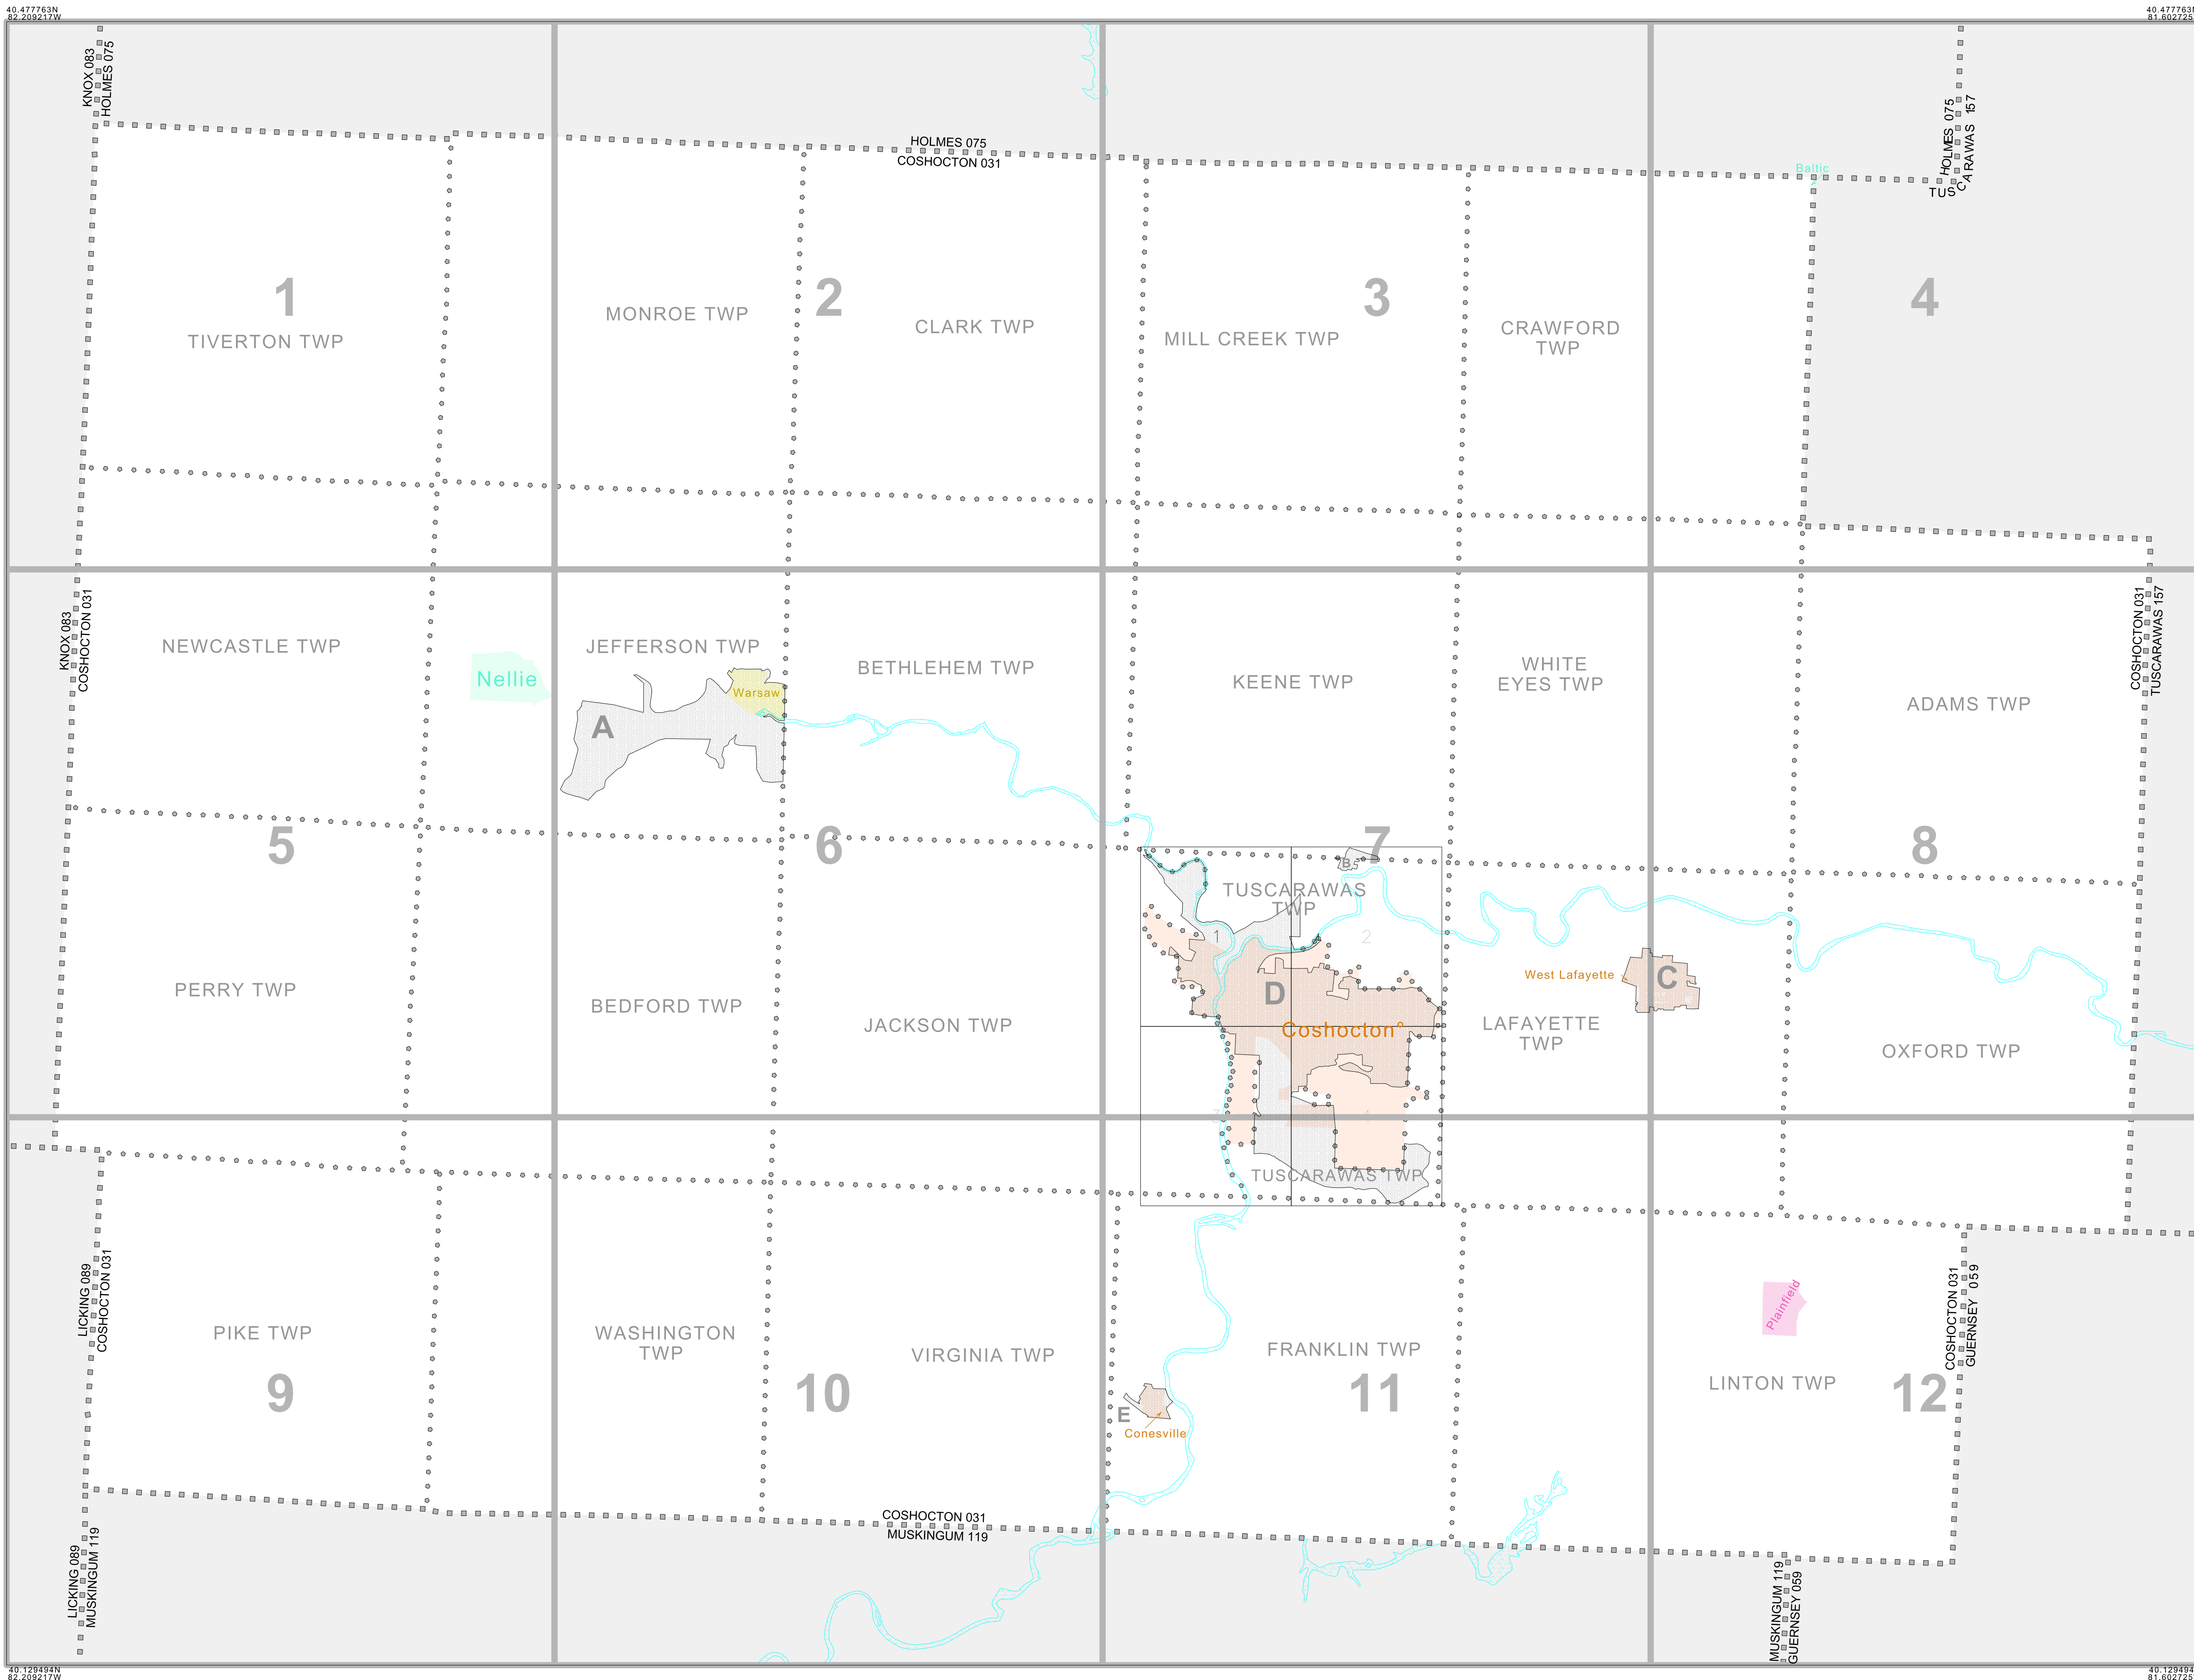 40.477763N
82.209217W
40.477763N
81.602725
KNOX 083
HOLMES 075
HOLMES 075
COSHOCTON 031
HOLMES 075
TUSCARAWAS 157
Baltic
1
TIVERTON TWP
MONROE TWP
2
CLARK TWP
3
MILL CREEK TWP
CRAWFORD
TWP
4
KNOX 083
COSHOCTON 031
NEWCASTLE TWP
Nellie
JEFFERSON TWP
Warsaw
A
BETHLEHEM TWP
KEENE TWP
WHITE
EYES TWP
ADAMS TWP
COSHOCTON 031
TUSCARAWAS 157
5
6
7
8
B
TUSCARAWAS
TWP
1
2
PERRY TWP
BEDFORD TWP
JACKSON TWP
D
Coshocton
West Lafayette
C
LAFAYETTE
TWP
OXFORD TWP
3
4
TUSCARAWAS TWP
LICKING 089
COSHOCTON 031
PIKE TWP
9
WASHINGTON
TWP
10
VIRGINIA TWP
FRANKLIN TWP
11
E
Conesville
Plainfield
LINTON TWP
12
COSHOCTON 031
GUERNSEY 059
COSHOCTON 031
MUSKINGUM 119
LICKING 089
MUSKINGUM 119
MUSKINGUM 119
GUERNSEY 059
40.129494N
82.209217W
40.129494
81.602725